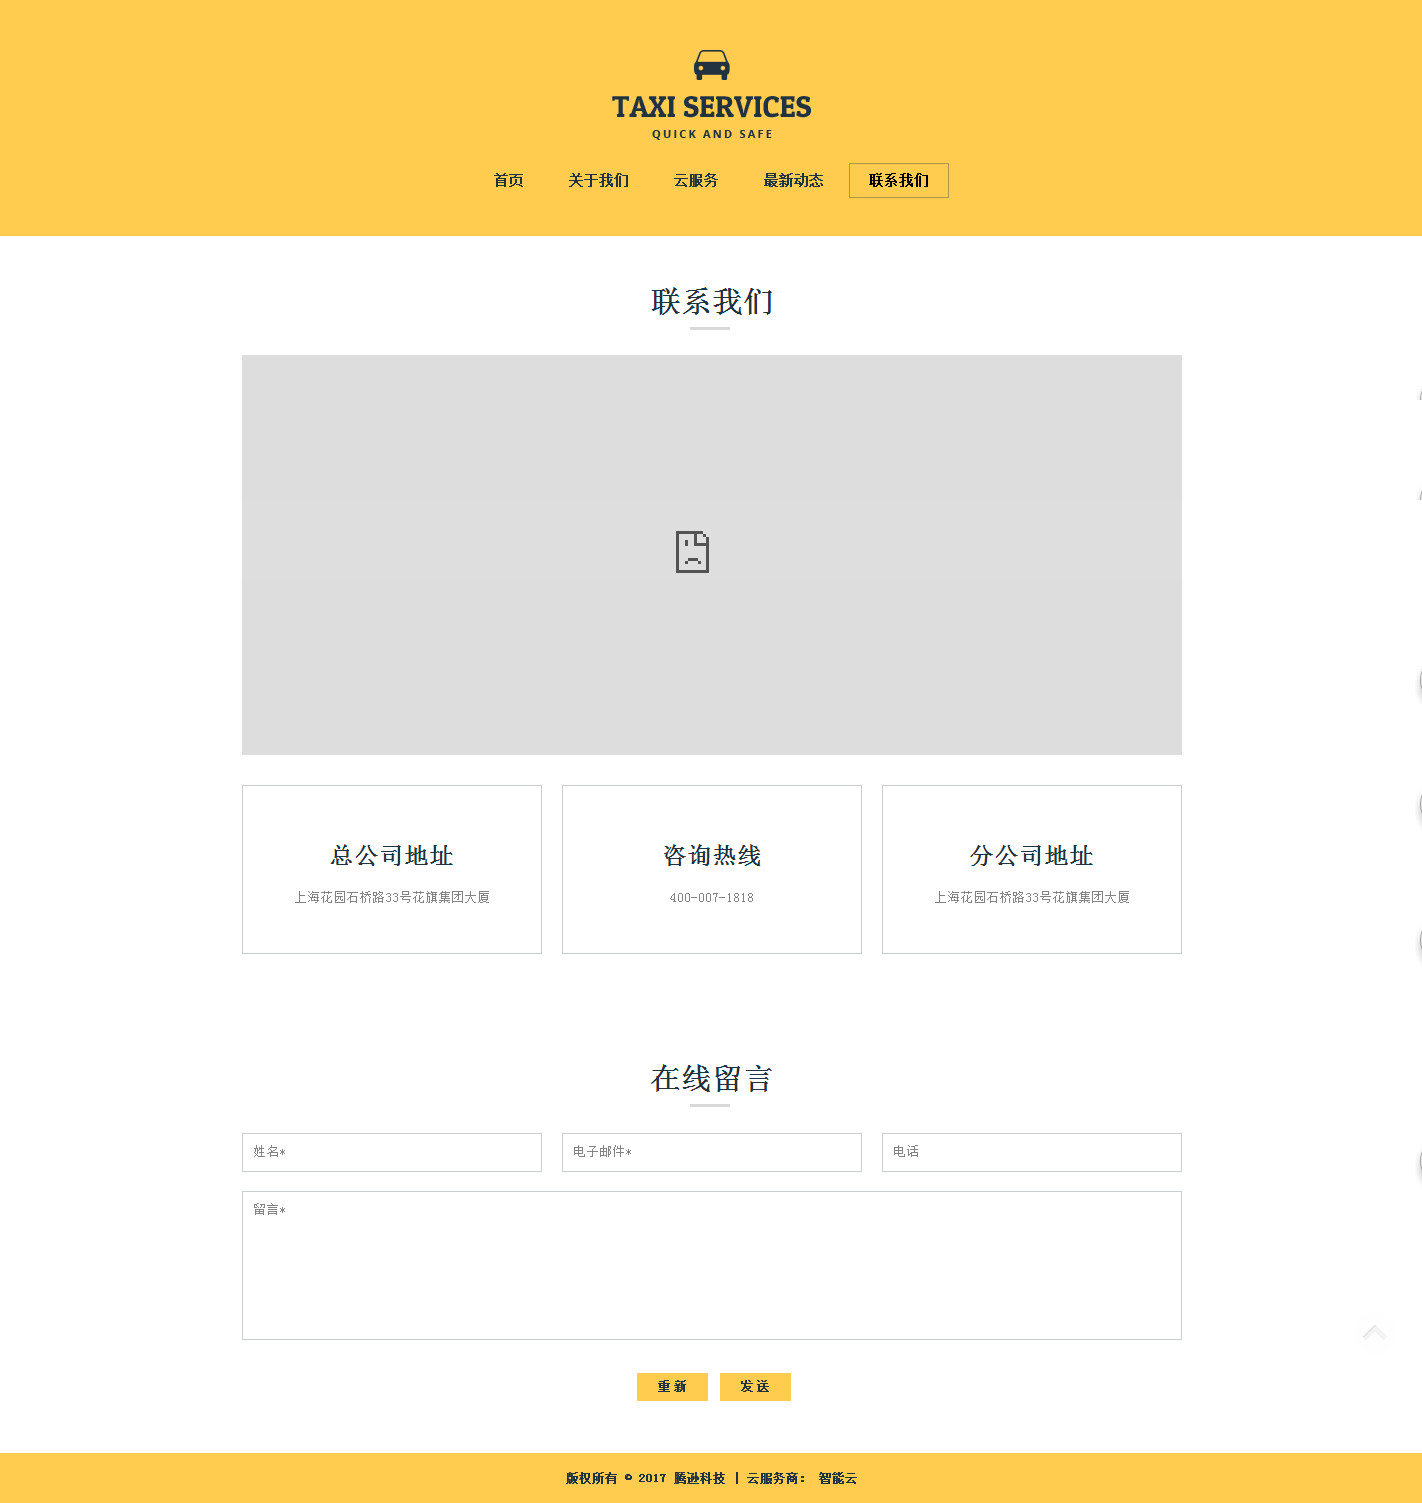 TAXI SERVICES
QUICK AND SAFE
首页 关于我们 云服务 最新动态 联系我们
联系我们
总公司地址 咨询热线 分公司地址
上海花园石桥路33号花旗集团大厦 400-007-1818 上海花园石桥路33号花旗集团大厦
在线留言
姓名* 电子邮件* 电话
留言*
重新 发送
版权所有 © 2017 腾逊科技 | 云服务商： 智能云